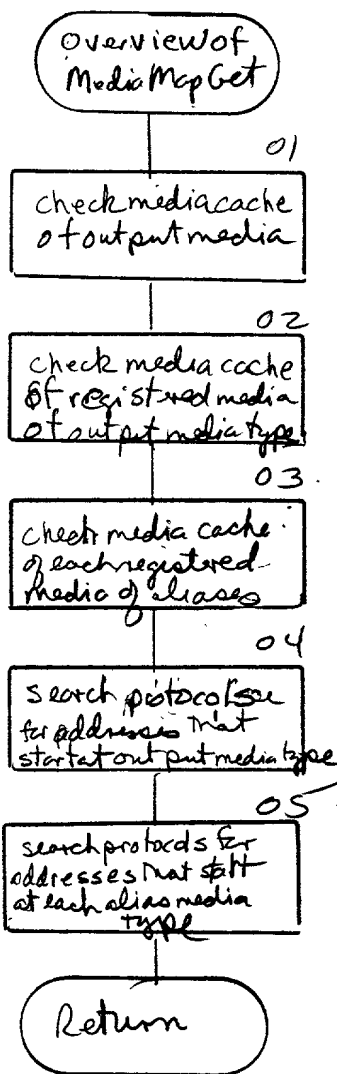 overview of
MediaMapGet
01
check media cache
of output media
02
check media cache
of registered media
of output media type
03
check media cache
of each registered
media of aliases
04
search protocols
for addresses that
start at output media type
05
search protocols for
addresses that start
at each alias media
type
Return